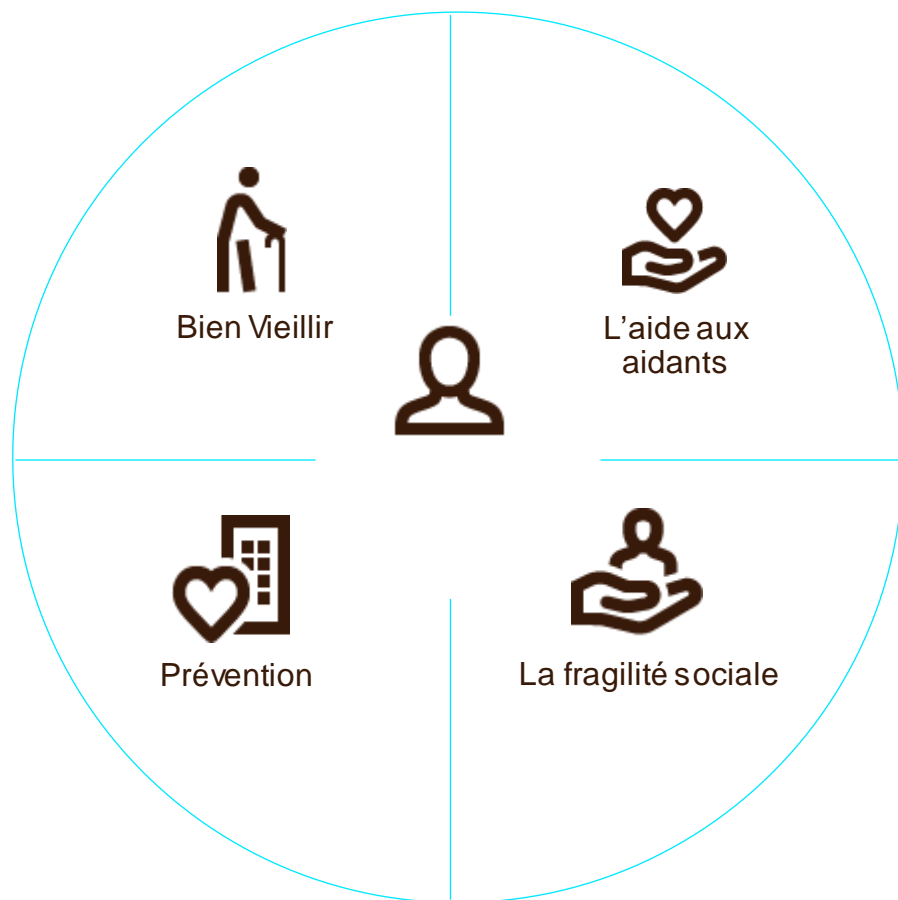 Bien Vieillir
L’aide aux
aidants
Prévention
La fragilité sociale